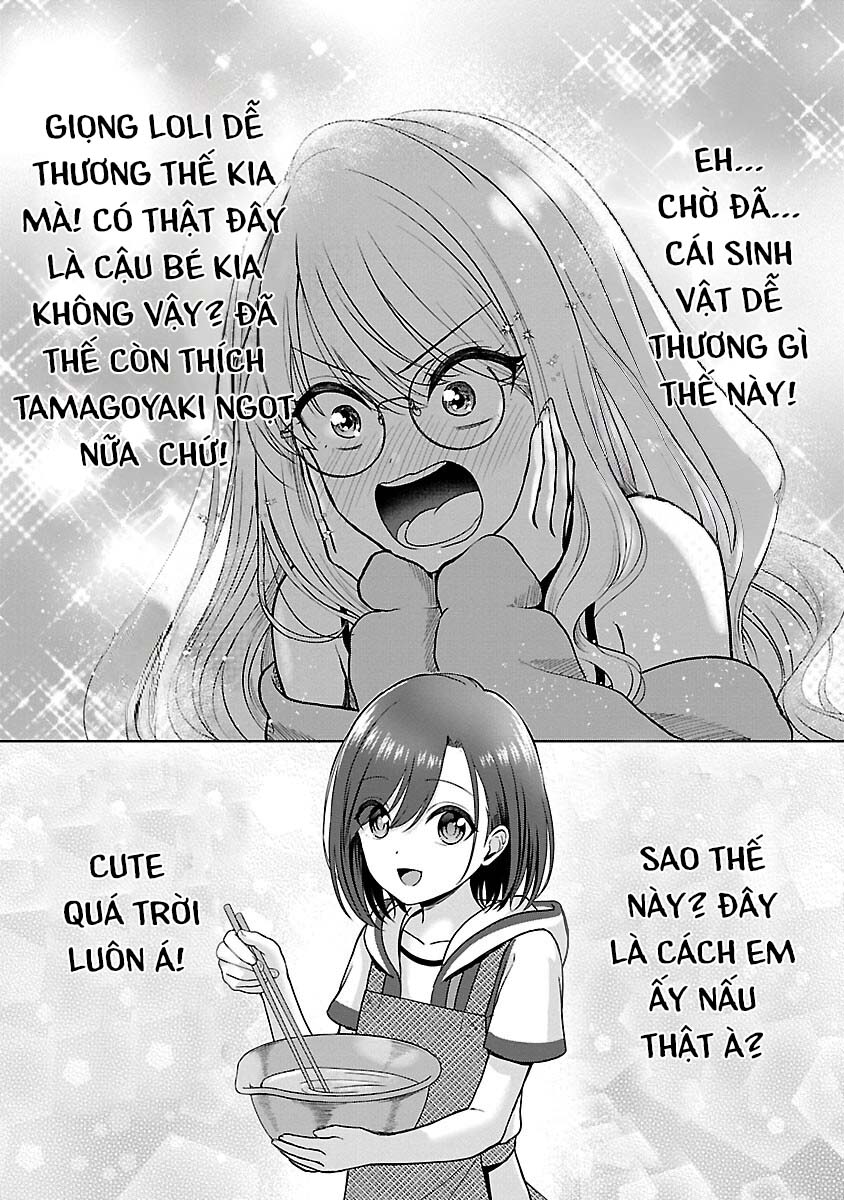 EH...
CHỜ ĐÃ...
CÁI SINH
VẬT DỄ
THƯƠNG GÌ
THẾ NÀY!
GIỌNG LOLI DỄ
THƯƠNG THẾ KIA
MÀ! CÓ THẬT ĐÂY
LÀ CẬU BÉ KIA
KHÔNG VẬY? ĐÃ
THẾ CÒN THÍCH
TAMAGOYAKI NGỌT
NỮA CHỨ!
SAO THẾ
NÀY? ĐÂY
LÀ CÁCH EM
ẤY NẤU
THẬT À?
CUTE
QUÁ TRỜI
LUÔN Á!